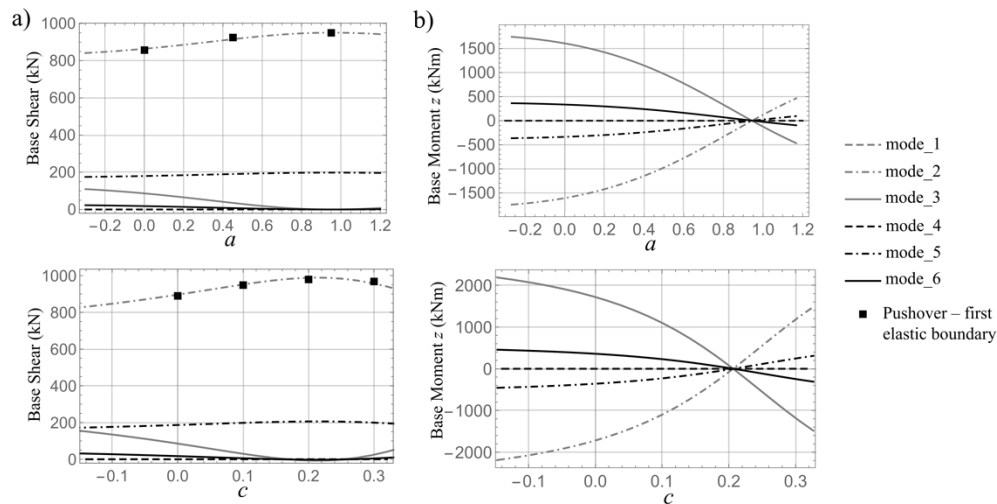 a)
b)
Base Shear (kN)
1000
800
600
400
200
0
−0.2 0.0 0.2 0.4 0.6 0.8 1.0 1.2
a
Base Moment z (kNm)
1500
1000
500
0
−500
−1000
−1500
−0.2 0.0 0.2 0.4 0.6 0.8 1.0 1.2
a
Base Shear (kN)
1000
800
600
400
200
0
−0.1 0.0 0.1 0.2 0.3
c
Base Moment z (kNm)
2000
1000
0
−1000
−2000
−0.1 0.0 0.1 0.2 0.3
c
mode_1
mode_2
mode_3
mode_4
mode_5
mode_6
Pushover – first
elastic boundary